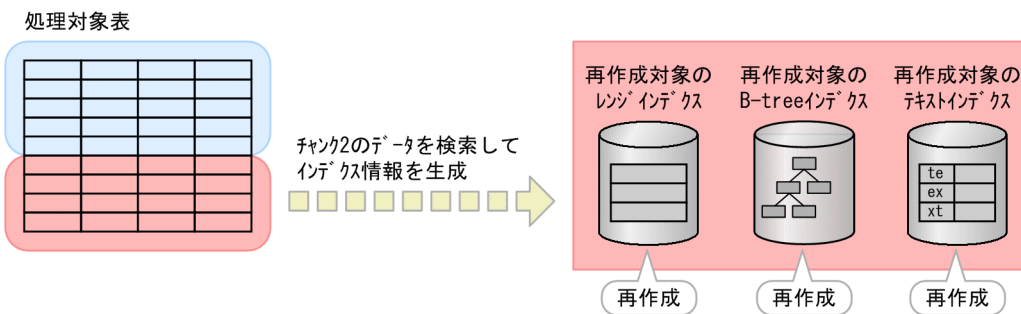 処理対象表
チャンク2のデータを検索して
インデクス情報を生成
再作成対象の
レンジインデクス
再作成対象の
B-treeインデクス
再作成対象の
テキストインデクス
te
ex
xt
再作成
再作成
再作成